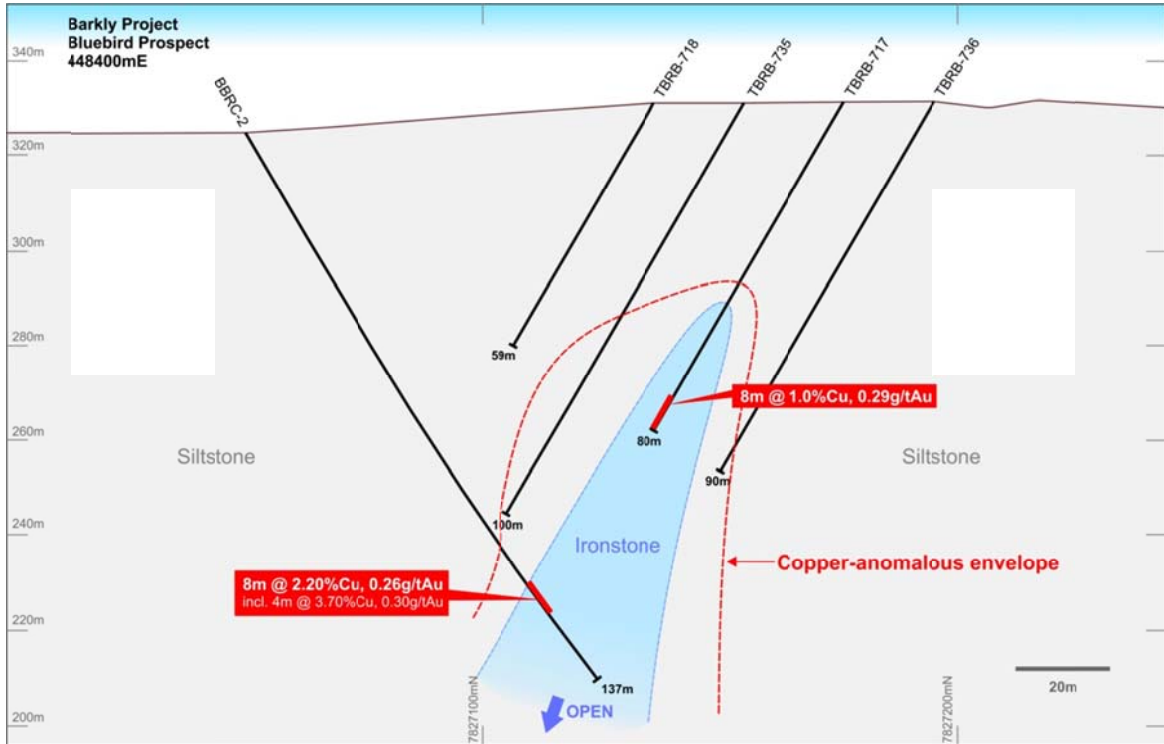 Barkly Project
Bluebird Prospect
448400mE
340m
320m
300m
280m
260m
240m
220m
200m
BBRC-2
TBRB-718
TBRB-735
TBRB-717
TBRB-736
59m
8m @ 1.0%Cu, 0.29g/tAu
80m
Siltstone
Siltstone
90m
100m
Ironstone
Copper-anomalous envelope
8m @ 2.20%Cu, 0.26g/tAu
incl. 4m @ 3.70%Cu, 0.30g/tAu
137m
OPEN
20m
7827100mN
7827200mN